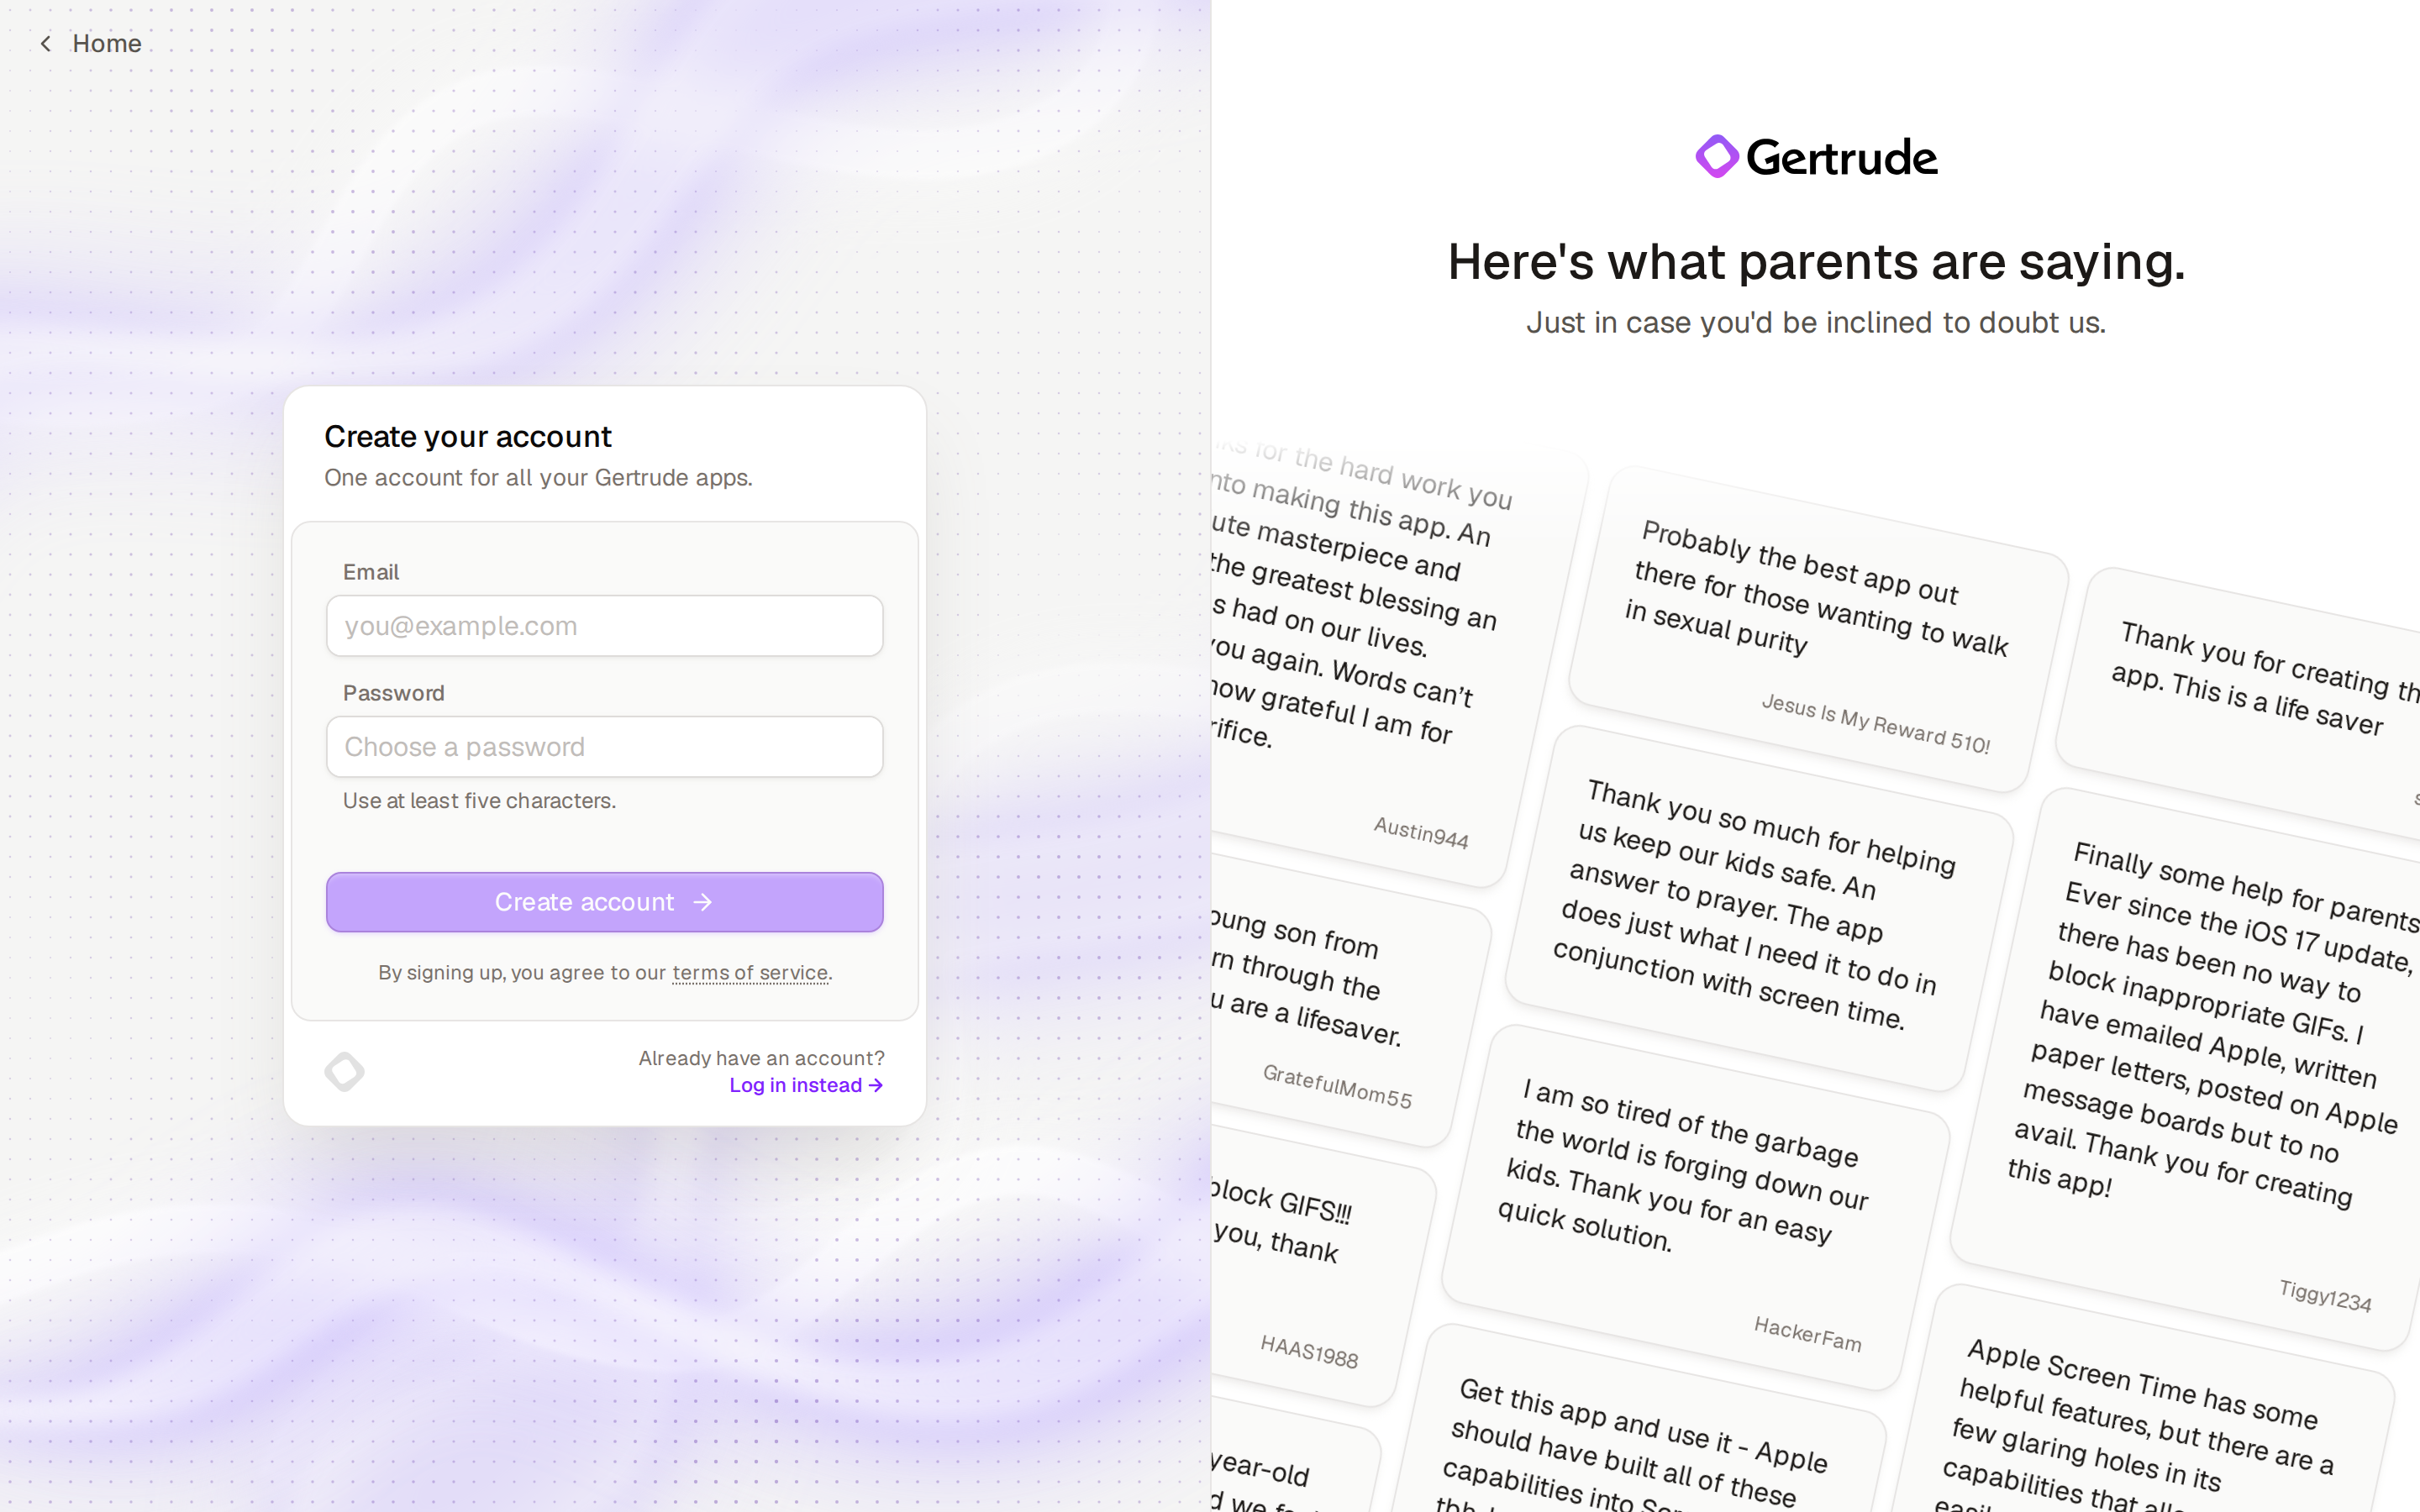 Home
Create your account
One account for all your Gertrude apps.
Email
you@example.com
Password
Choose a password
Use at least five characters.
Create account →
By signing up, you agree to our terms of service.
Already have an account?
Log in instead →
Gertrude
Here's what parents are saying.
Just in case you'd be inclined to doubt us.
for the hard work you
making this app. An
masterpiece and
the greatest blessing an
had on our lives.
you again. Words can’t
how grateful I am for
Austin944
son from
through the
are a lifesaver.
GratefulMom55
block GIFS!!!
you, thank
HAAS1988
year-old
we
Probably the best app out
there for those wanting to walk
in sexual purity
Jesus Is My Reward 510!
Thank you so much for helping
us keep our kids safe. An
answer to prayer. The app
does just what I need it to do in
conjunction with screen time.
I am so tired of the garbage
the world is forging down our
kids. Thank you for an easy
quick solution.
HackerFam
Get this app and use it - Apple
should have built all of these
capabilities into
Thank you for creating
app. This is a life saver
Finally some help for parents
Ever since the iOS 17 update,
there has been no way to
block inappropriate GIFs. I
have emailed Apple, written
paper letters, posted on Apple
message boards but to no
avail. Thank you for creating
this app!
Tiggy1234
Apple Screen Time has some
helpful features, but there are a
few glaring holes in its
capabilities that